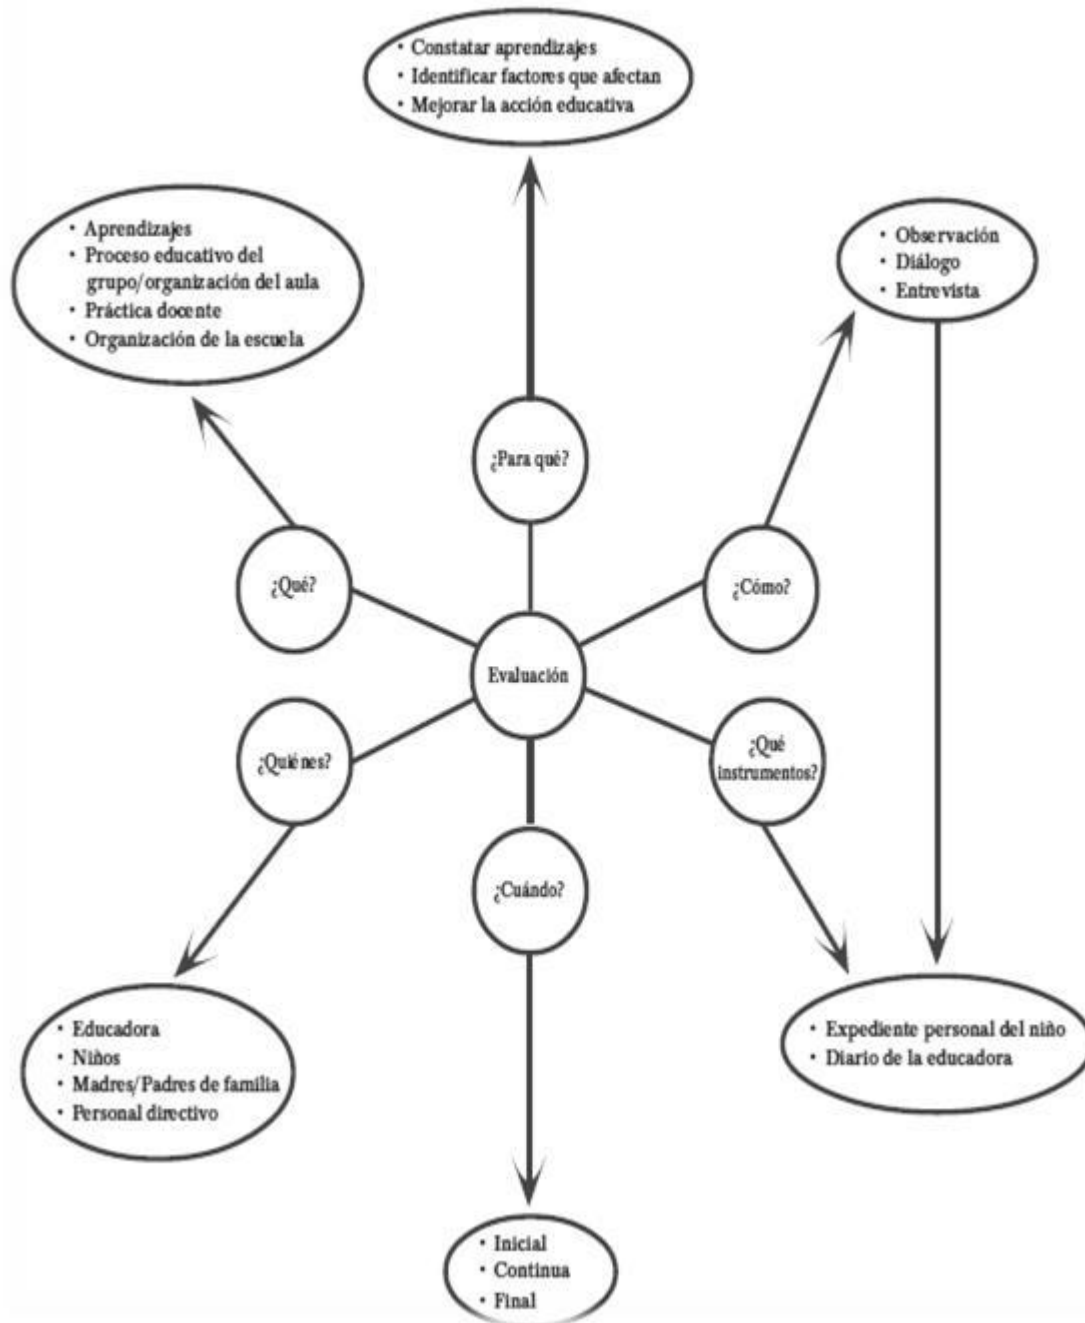 • Constatar aprendizajes
• Identificar factores que afectan
• Mejorar la acción educativa
• Aprendizajes
• Proceso educativo del
grupo/organización del aula
• Práctica docente
• Organización de la escuela
• Observación
• Diálogo
• Entrevista
¿Para qué?
¿Qué?
¿Cómo?
Evaluación
¿Quiénes?
¿Qué
instrumentos?
¿Cuándo?
• Educadora
• Niños
• Madres/Padres de familia
• Personal directivo
• Expediente personal del niño
• Diario de la educadora
• Inicial
• Continua
• Final